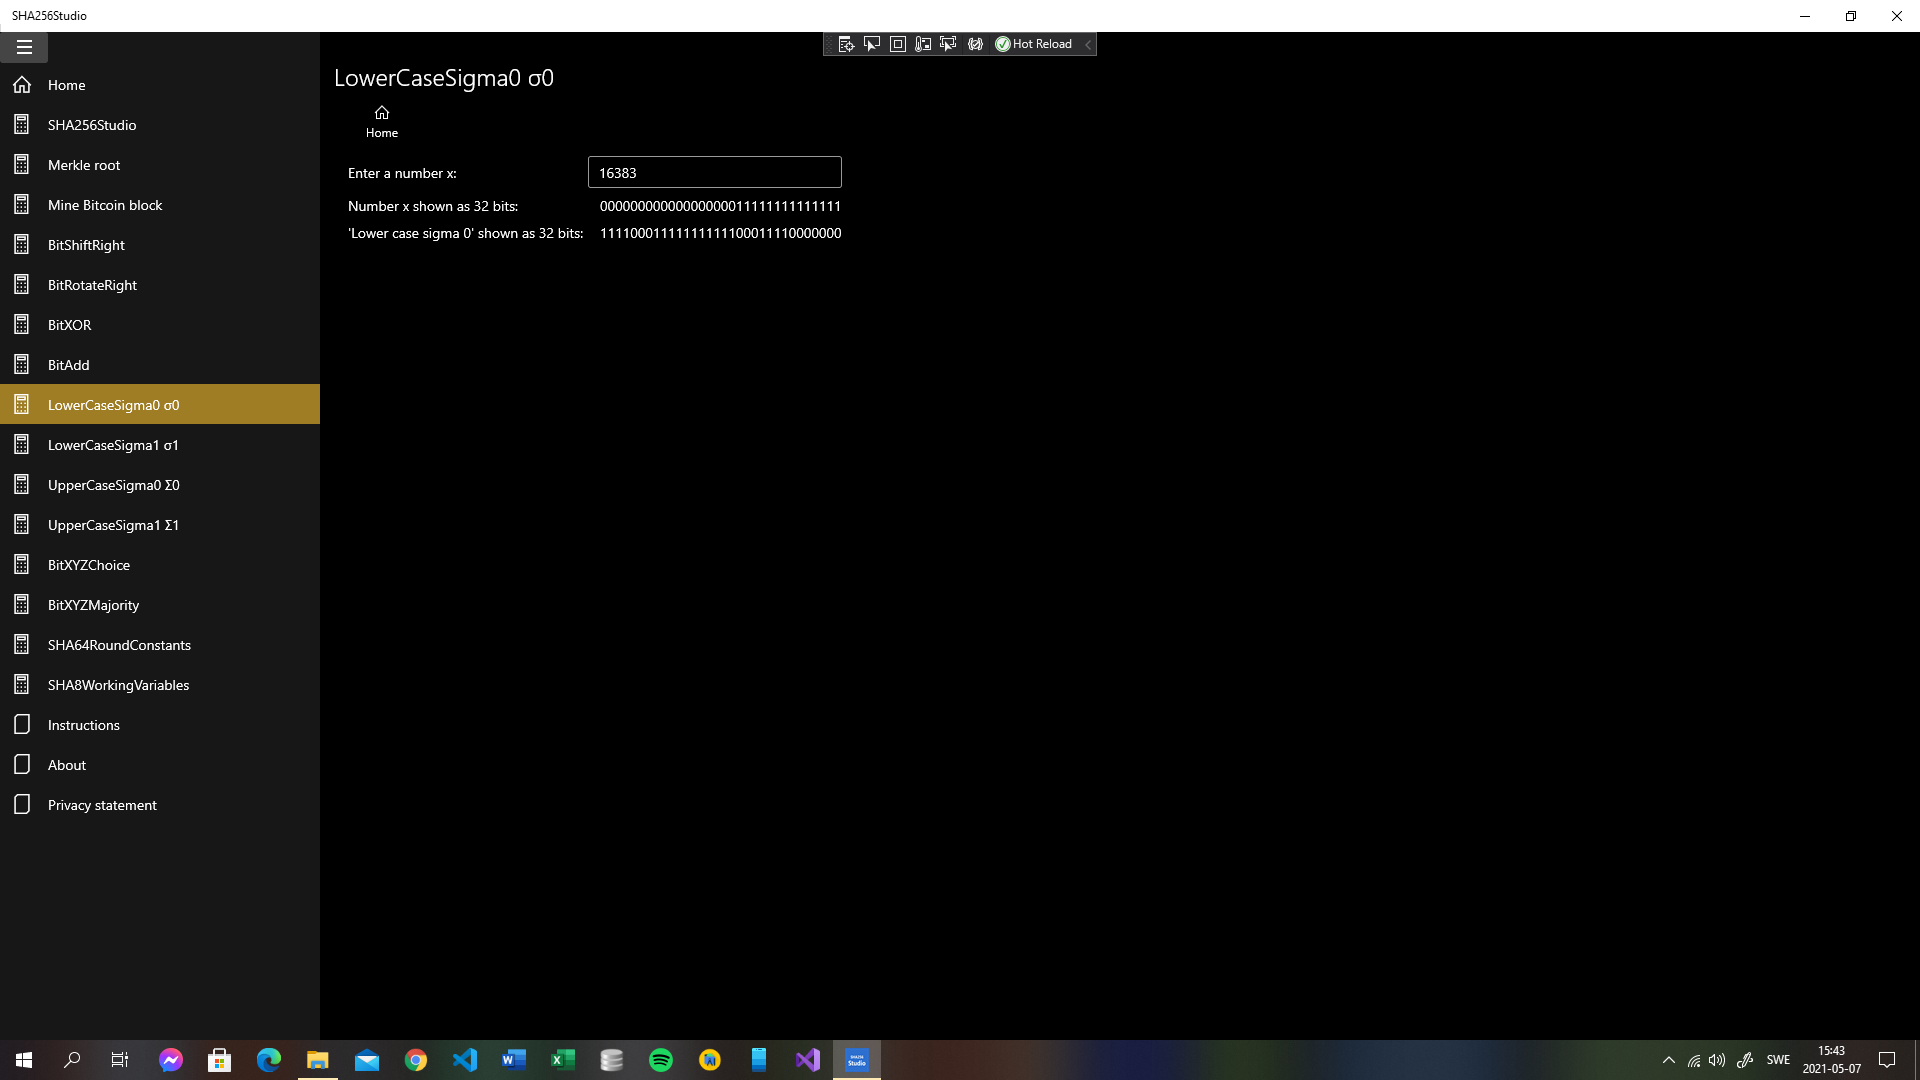 SHA256Studio
Hot Reload
Home
SHA256Studio
Merkle root
Mine Bitcoin block
BitShiftRight
BitRotateRight
BitXOR
BitAdd
LowerCaseSigma0 σ0
LowerCaseSigma1 σ1
UpperCaseSigma0 Σ0
UpperCaseSigma1 Σ1
BitXYZChoice
BitXYZMajority
SHA64RoundConstants
SHA8WorkingVariables
Instructions
About
Privacy statement
LowerCaseSigma0 σ0
Home
Enter a number x: 16383
Number x shown as 32 bits: 00000000000000000011111111111111
'Lower case sigma 0' shown as 32 bits: 11110001111111111100011110000000
SWE
15:43
2021-05-07